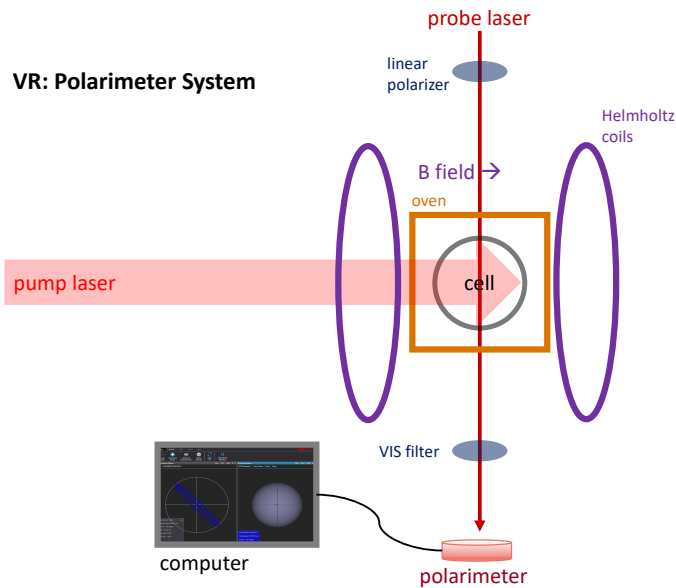 probe laser
linear
polarizer
VR: Polarimeter System
Helmholtz
coils
B field →
oven
pump laser
cell
VIS filter
computer
polarimeter